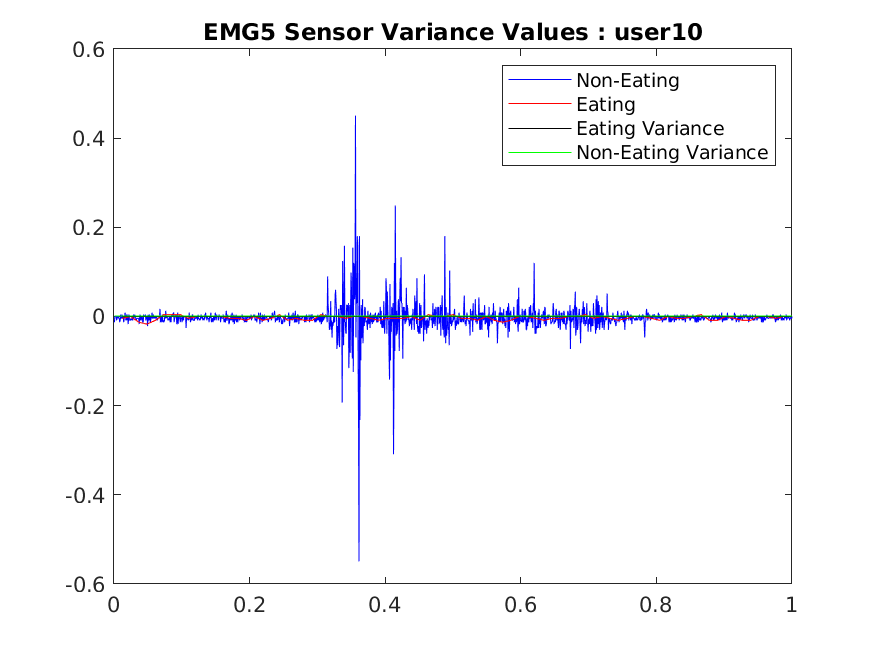 EMG5 Sensor Variance Values : user10
0.6
Non-Eating
Eating
Eating Variance
Non-Eating Variance
0.4
0.2
0
-0.2
-0.4
-0.6
0 0.2 0.4 0.6 0.8 1